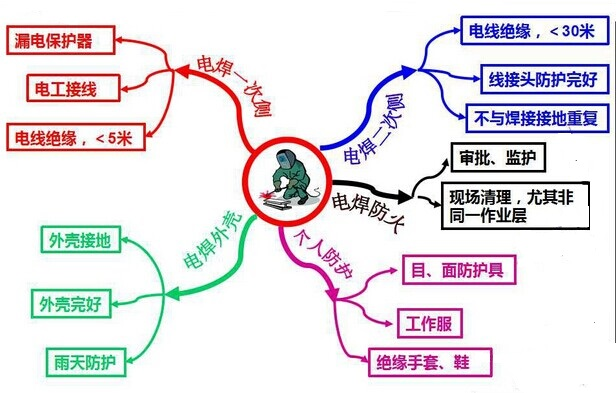 电焊一次侧
漏电保护器
电工接线
电线绝缘，＜5米
电焊二次侧
电线绝缘，＜30米
线接头防护完好
不与焊接接地重复
电焊防火
审批、监护
现场清理，尤其非
同一作业层
个人防护
目、面防护具
工作服
绝缘手套、鞋
电焊外壳
外壳接地
外壳完好
雨天防护